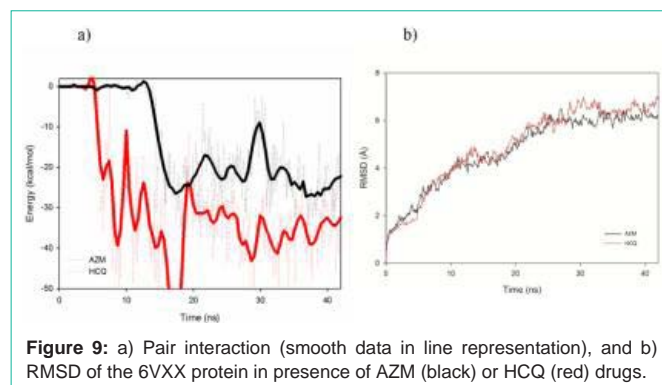 a)
b)
0
-10
-20
-30
-40
-50
Energy (kcal/mol)
AZM
HCQ
0
10
20
30
40
Time (ns)
8
6
4
2
0
RMSD (Å)
AZM
HCQ
0
10
20
30
40
Time (ns)
Figure 9: a) Pair interaction (smooth data in line representation), and b)
RMSD of the 6VXX protein in presence of AZM (black) or HCQ (red) drugs.